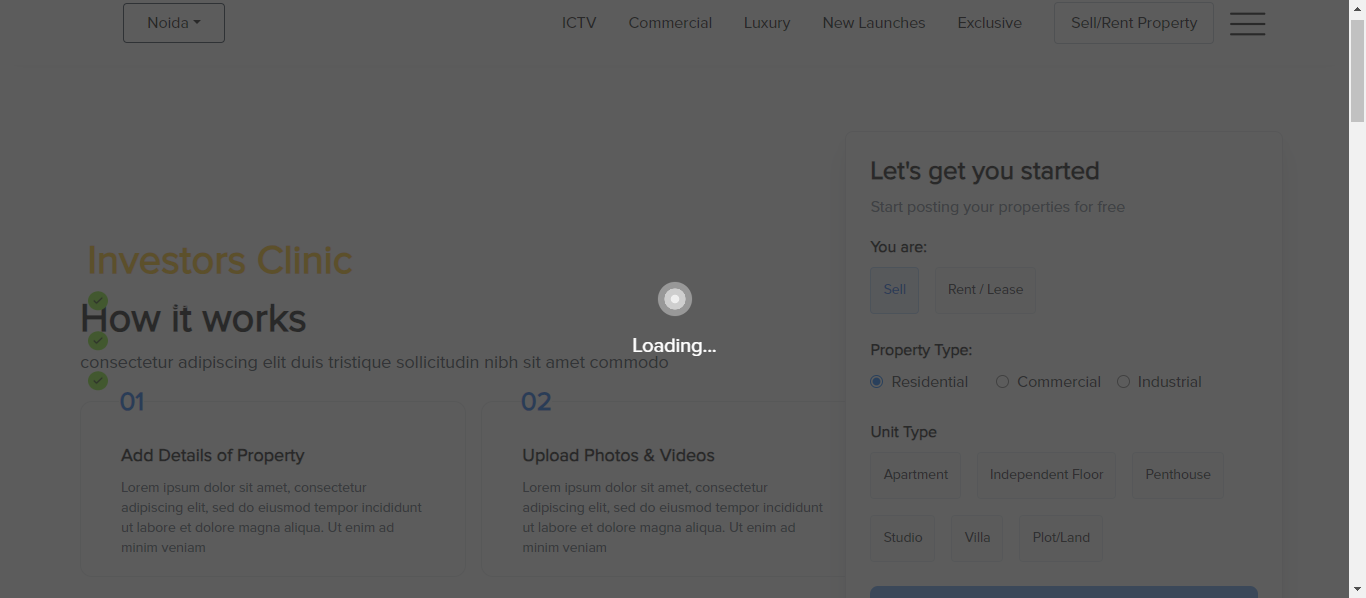 Noida
ICTV Commercial Luxury New Launches Exclusive Sell/Rent Property
Investors Clinic
How it works
consectetur adipiscing elit duis tristique sollicitudin nibh sit amet commodo
01
Add Details of Property
Lorem ipsum dolor sit amet, consectetur
adipiscing elit, sed do eiusmod tempor incididunt
ut labore et dolore magna aliqua. Ut enim ad
minim veniam
02
Upload Photos & Videos
Lorem ipsum dolor sit amet, consectetur
adipiscing elit, sed do eiusmod tempor incididunt
ut labore et dolore magna aliqua. Ut enim ad
minim veniam
Loading...
Let's get you started
Start posting your properties for free
You are:
Sell Rent / Lease
Property Type:
Residential Commercial Industrial
Unit Type
Apartment Independent Floor Penthouse
Studio Villa Plot/Land